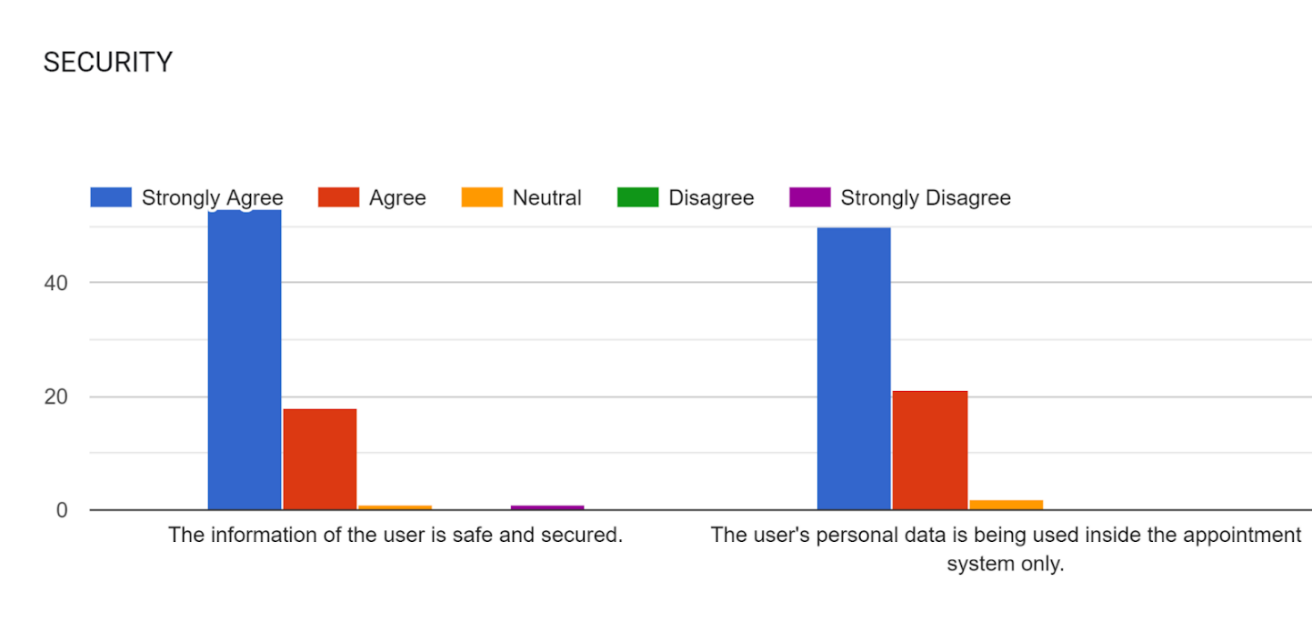 SECURITY
Strongly Agree Agree Neutral Disagree Strongly Disagree
40
20
0
The information of the user is safe and secured. The user's personal data is being used inside the appointment
system only.